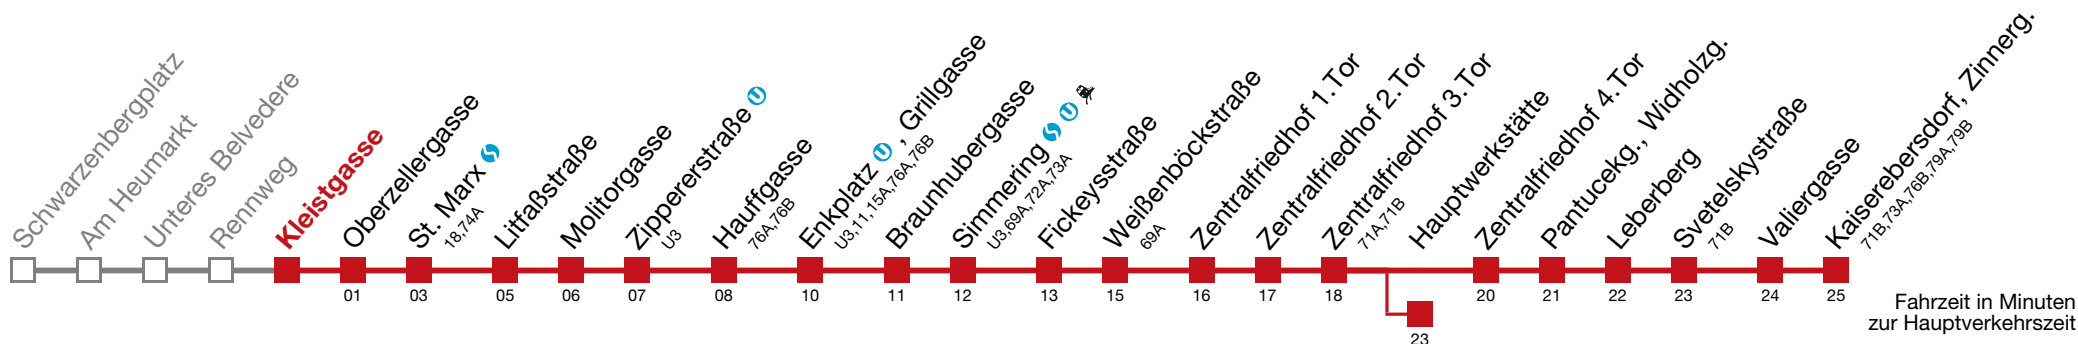 Schwarzenbergplatz
Am Heumarkt
Unteres Belvedere
Rennweg
Kleistgasse
Oberzellergasse
01
St. Marx
18,74A
03
Litfaßstraße
05
Molitorgasse
06
Zippererstraße U
U3
07
Hauffgasse
76A,76B
08
Enkplatz U , Grillgasse
U3,11,15A,76A,76B
10
Braunhubergasse
11
Simmering S U
U3,69A,72A,73A
12
Fickeysstraße
13
Weißenböckstraße
69A
15
Zentralfriedhof 1.Tor
16
Zentralfriedhof 2.Tor
17
Zentralfriedhof 3.Tor
71A,71B
18
Hauptwerkstätte
23
Zentralfriedhof 4.Tor
20
Pantucekg., Widholzg.
21
Leberberg
22
Svetelskystraße
71B
23
Valiergasse
24
Kaiserebersdorf, Zinnerg.
71B,73A,76B,79A,79B
25
Fahrzeit in Minuten
zur Hauptverkehrszeit